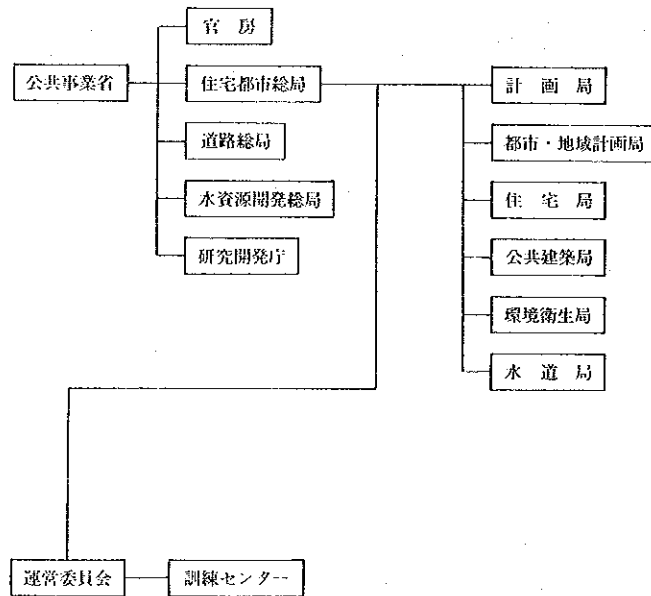 官房
公共事業省
住宅都市総局
道路総局
水資源開発総局
研究開発庁
計画局
都市・地域計画局
住宅局
公共建築局
環境衛生局
水道局
運営委員会
訓練センター